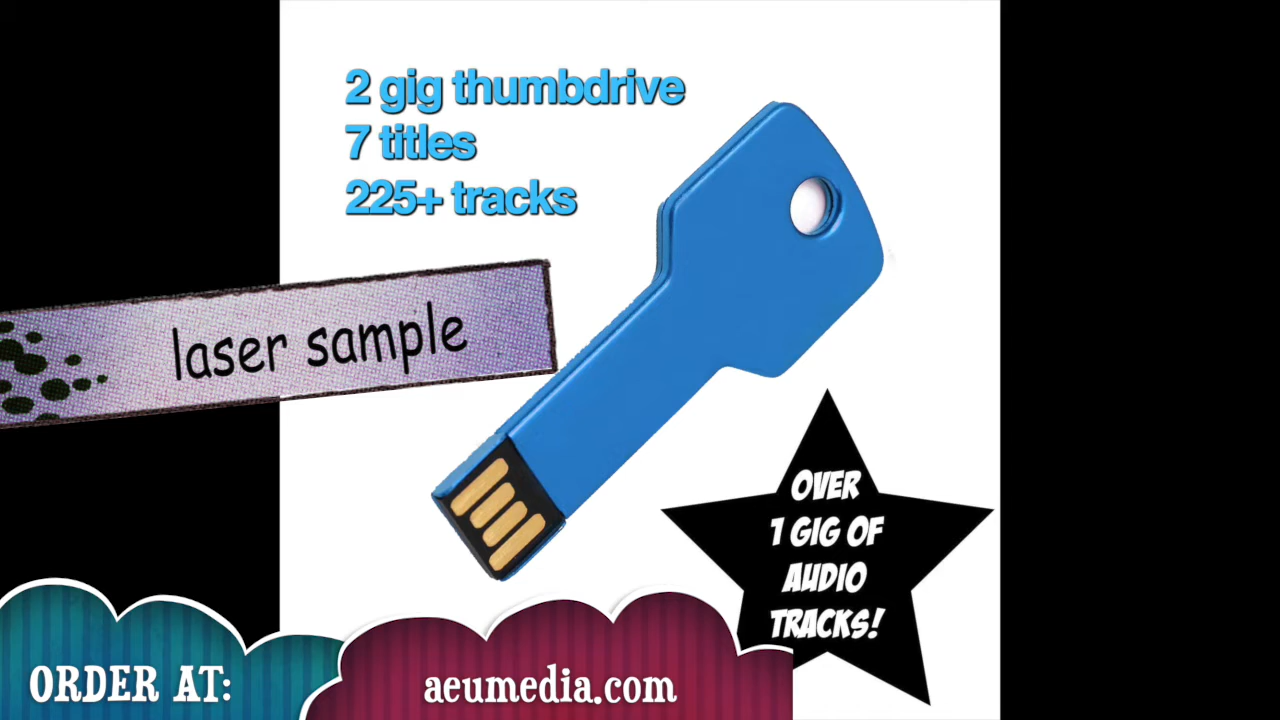 2 gig thumbdrive
7 titles
225+ tracks
laser sample
OVER
1 GIG OF
AUDIO
TRACKS!
ORDER AT:
aeumedia.com